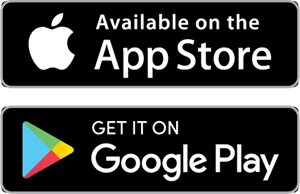 Available on the
App Store
GET IT ON
Google Play